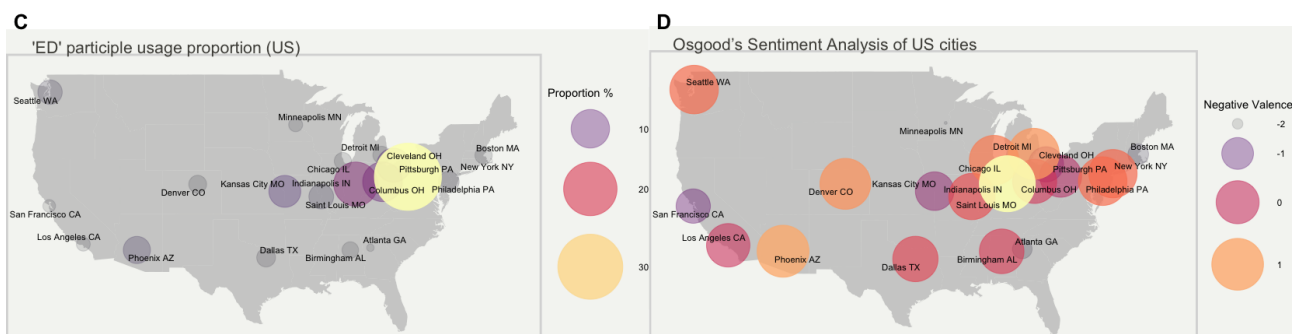 C
'ED' participle usage proportion (US)
Seattle WA
Minneapolis MN
Detroit MI
Cleveland OH
Boston MA
Chicago IL
Pittsburgh PA
New York NY
Denver CO
Kansas City MO
Indianapolis IN
Columbus OH
Philadelphia PA
Saint Louis MO
San Francisco CA
Los Angeles CA
Phoenix AZ
Dallas TX
Birmingham AL
Atlanta GA
Proportion %
10
20
30
D
Osgood's Sentiment Analysis of US cities
Seattle WA
Minneapolis MN
Detroit MI
Cleveland OH
Boston MA
Chicago IL
Pittsburgh PA
New York NY
Denver CO
Kansas City MO
Indianapolis IN
Columbus OH
Philadelphia PA
Saint Louis MO
San Francisco CA
Los Angeles CA
Phoenix AZ
Dallas TX
Birmingham AL
Atlanta GA
Negative Valence
-2
-1
0
1